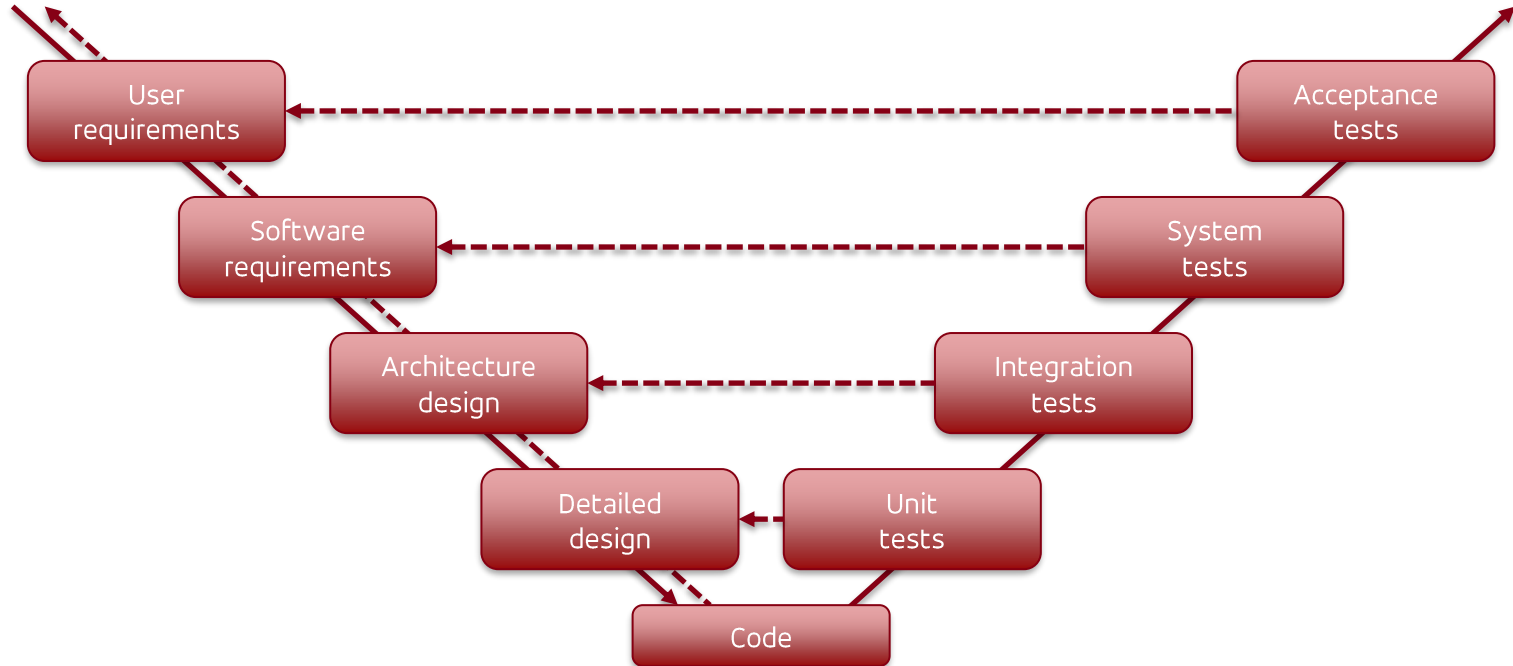 User
requirements
Acceptance
tests
Software
requirements
System
tests
Architecture
design
Integration
tests
Detailed
design
Unit
tests
Code